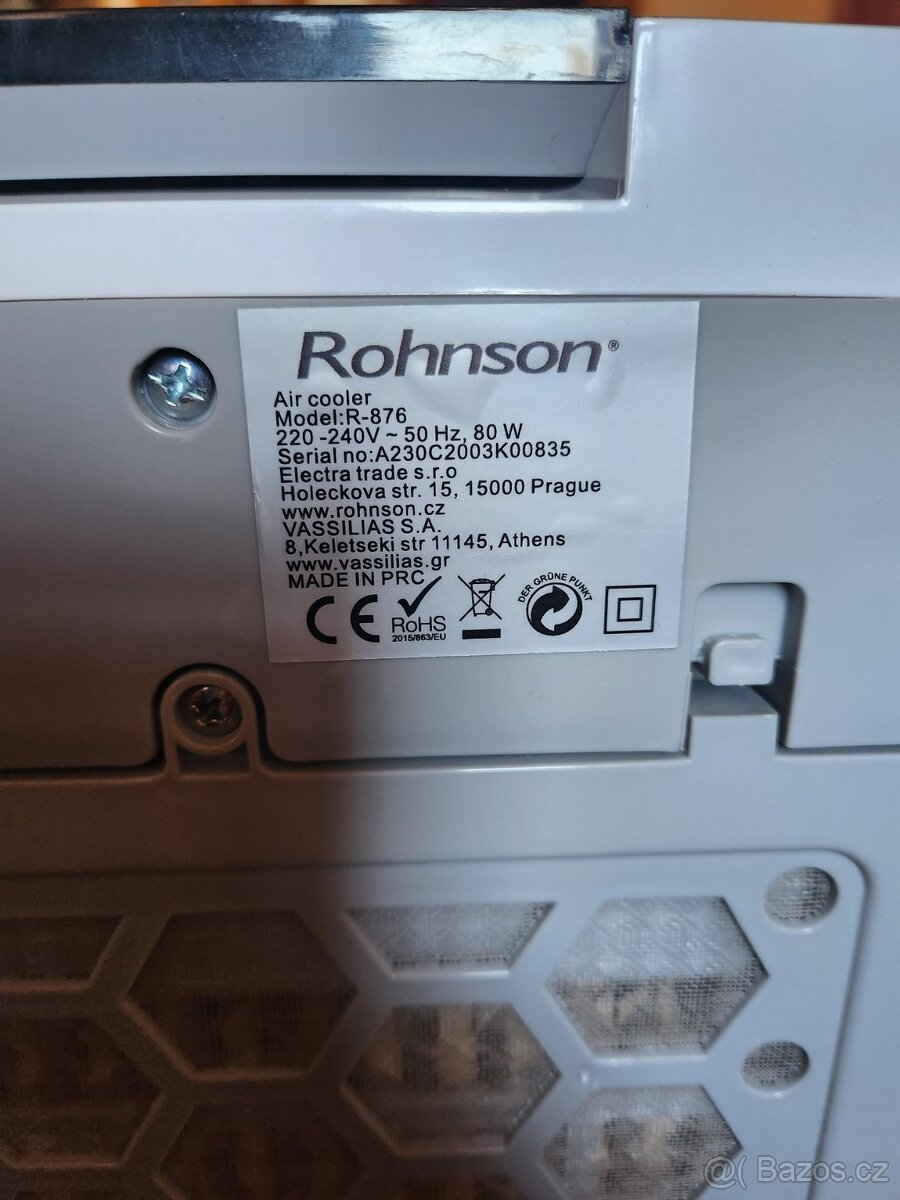 Rohnson®
Air cooler
Model:R-876
220 -240V ~ 50 Hz, 80 W
Serial no:A230C2003K00835
Electra trade s.r.o
Holeckova str. 15, 15000 Prague
www.rohnson.cz
VASSILIAS S.A.
8,Keletseki str 11145, Athens
www.vassilias.gr
MADE IN PRC
CE
RoHS
2015/863/EU
DER GRÜNE PUNKT
@( Bazos.cz